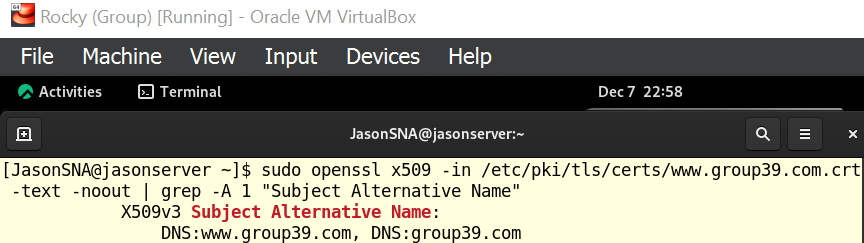 Rocky (Group) [Running] - Oracle VM VirtualBox
File Machine View Input Devices Help
Activities Terminal Dec 7 22:58
JasonSNA@jasonserver:~
[JasonSNA@jasonserver ~]$ sudo openssl x509 -in /etc/pki/tls/certs/www.group39.com.crt
-text -noout | grep -A 1 "Subject Alternative Name"
X509v3 Subject Alternative Name:
DNS:www.group39.com, DNS:group39.com